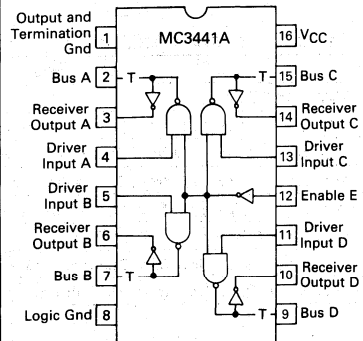 Output and
Termination
Gnd
1
MC3441A
16
VCC
Bus A
2
T
T
15
Bus C
Receiver
Output A
3
14
Receiver
Output C
Driver
Input A
4
13
Driver
Input C
Driver
Input B
5
12
Enable E
Receiver
Output B
6
11
Driver
Input D
Bus B
7
T
10
Receiver
Output D
Logic Gnd
8
T
9
Bus D